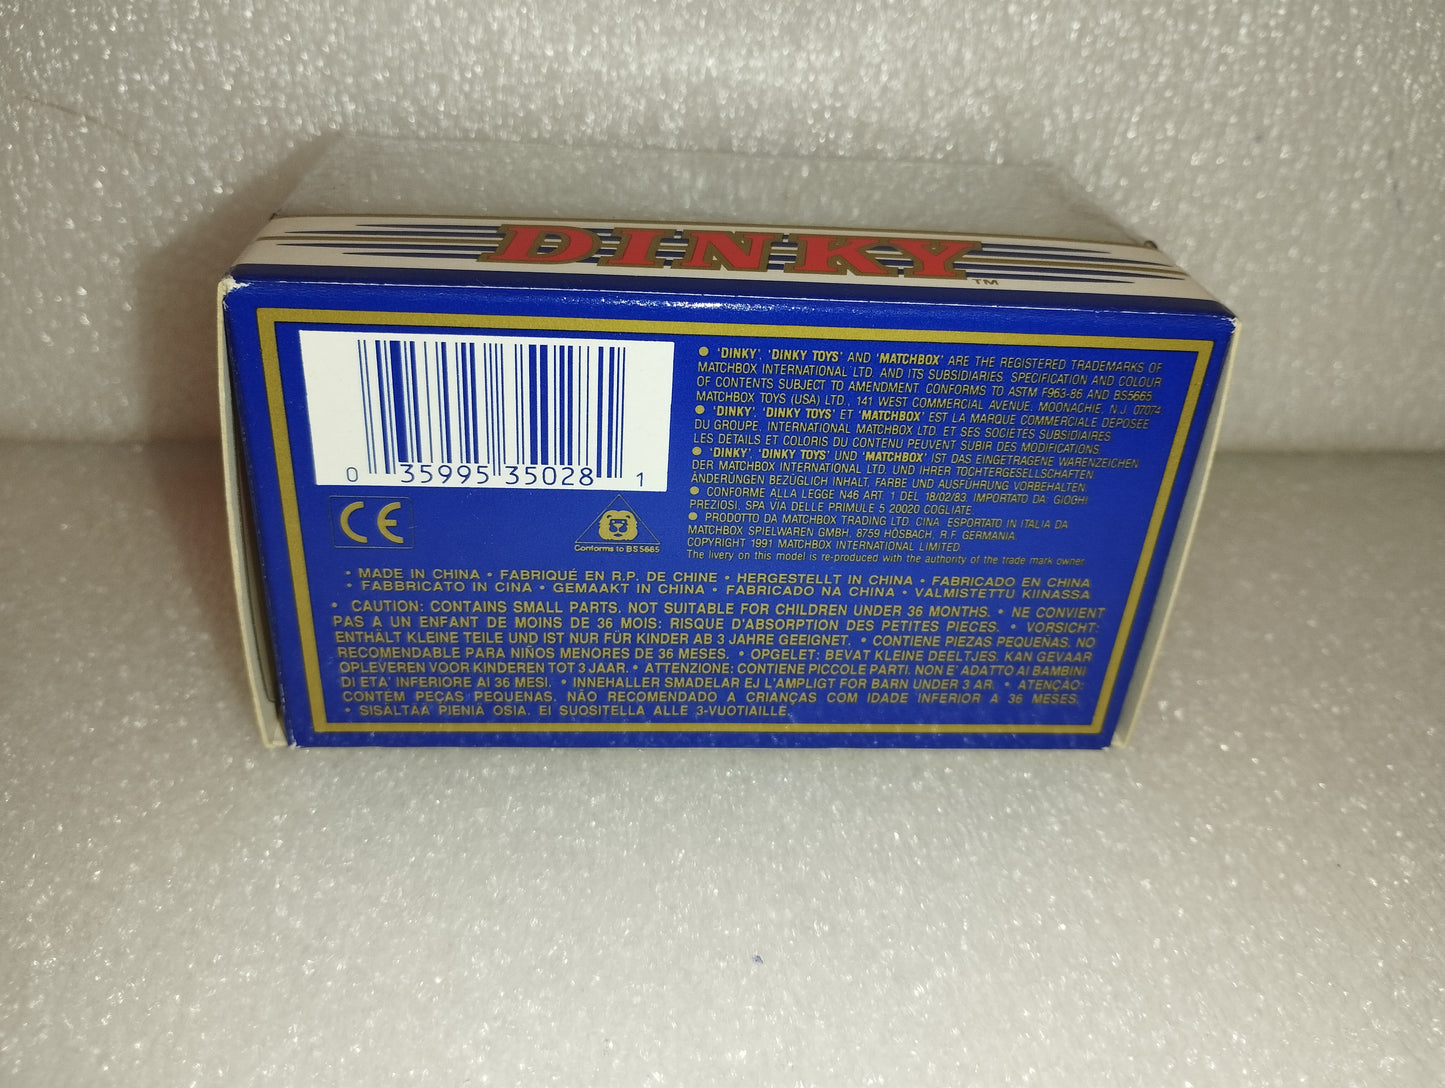 DINKY™
0 35995 35028 1
CE
Conforms to BS5665
● 'DINKY', 'DINKY TOYS' AND 'MATCHBOX' ARE THE REGISTERED TRADEMARKS OF
MATCHBOX INTERNATIONAL LTD. AND ITS SUBSIDIARIES. SPECIFICATION AND COLOUR
OF CONTENTS SUBJECT TO AMENDMENT. CONFORMS TO ASTM F963-86 AND BS5665
MATCHBOX TOYS (USA) LTD., 141 WEST COMMERCIAL AVENUE, MOONACHIE, N.J. 07074
● 'DINKY', 'DINKY TOYS' ET 'MATCHBOX' EST LA MARQUE COMMERCIALE DEPOSEE
DU GROUPE, INTERNATIONAL MATCHBOX LTD. ET SES SOCIETES SUBSIDIAIRES
LES DETAILS ET COLORIS DU CONTENU PEUVENT SUBIR DES MODIFICATIONS.
● 'DINKY', 'DINKY TOYS' UND 'MATCHBOX' IST DAS EINGETRAGENE WARENZEICHEN
DER MATCHBOX INTERNATIONAL LTD. UND IHRER TOCHTERGESELLSCHAFTEN.
ÄNDERUNGEN BEZÜGLICH INHALT, FARBE UND AUSFÜHRUNG VORBEHALTEN.
● CONFORME ALLA LEGGE N46 ART. 1 DEL 18/02/83. IMPORTATO DA: GIOCHI
PREZIOSI, SPA VIA DELLE PRIMULE 5 20020 COGLIATE.
● PRODOTTO DA MATCHBOX TRADING LTD. CINA. ESPORTATO IN ITALIA DA
MATCHBOX SPIELWAREN GMBH, 8759 HÖSBACH, R.F. GERMANIA.
COPYRIGHT 1991 MATCHBOX INTERNATIONAL LIMITED.
The livery on this model is re-produced with the authority of the trade mark owner.
• MADE IN CHINA • FABRIQUÉ EN R.P. DE CHINE • HERGESTELLT IN CHINA • FABRICADO EN CHINA
• FABBRICATO IN CINA • GEMAAKT IN CHINA • FABRICADO NA CHINA • VALMISTETTU KIINASSA
• CAUTION: CONTAINS SMALL PARTS. NOT SUITABLE FOR CHILDREN UNDER 36 MONTHS. • NE CONVIENT
PAS A UN ENFANT DE MOINS DE 36 MOIS: RISQUE D'ABSORPTION DES PETITES PIECES. • VORSICHT:
ENTHÄLT KLEINE TEILE UND IST NUR FÜR KINDER AB 3 JAHRE GEEIGNET. • CONTIENE PIEZAS PEQUEÑAS. NO
RECOMENDABLE PARA NIÑOS MENORES DE 36 MESES. • OPGELET: BEVAT KLEINE DEELTJES. KAN GEVAAR
OPLEVEREN VOOR KINDEREN TOT 3 JAAR. • ATTENZIONE: CONTIENE PICCOLE PARTI. NON E' ADATTO AI BAMBINI
DI ETA' INFERIORE AI 36 MESI. • INNEHALLER SMADELAR EJ LAMPLIGT FOR BARN UNDER 3 AR. • ATENÇAO:
CONTÉM PEÇAS PEQUENAS. NÃO RECOMENDADO A CRIANÇAS COM IDADE INFERIOR A 36 MESES.
• SISÄLTÄÄ PIENIÄ OSIA. EI SUOSITELLA ALLE 3-VUOTIAILLE.